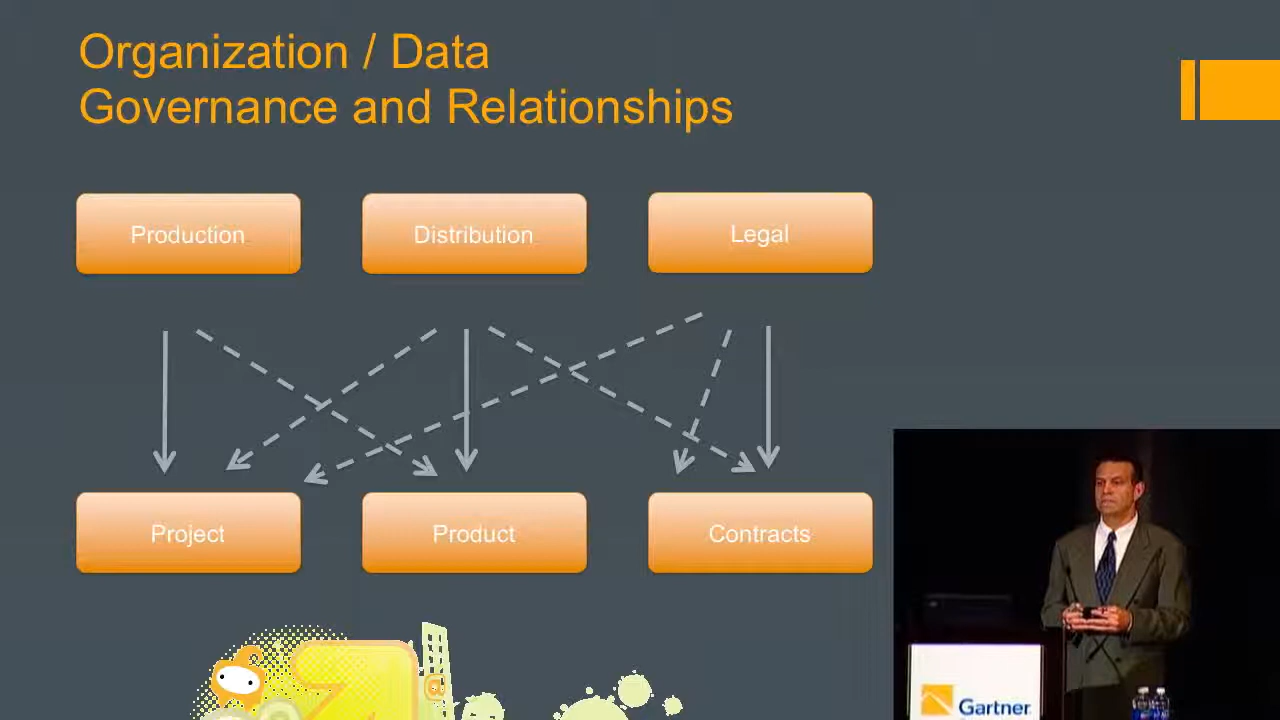 Organization / Data
Governance and Relationships
Production
Distribution
Legal
Project
Product
Contracts
@
Gartner